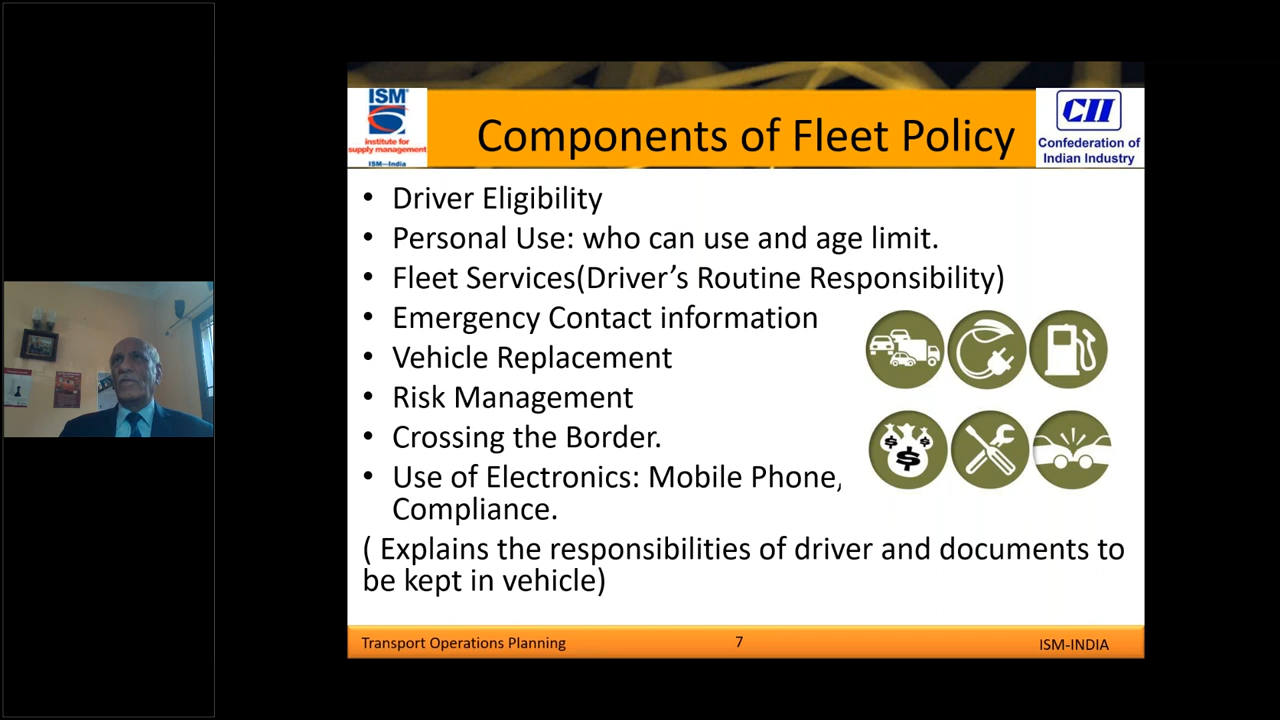 ISM
institute for
supply management
ISM—India
Components of Fleet Policy
CII
Confederation of
Indian Industry
• Driver Eligibility
• Personal Use: who can use and age limit.
• Fleet Services(Driver’s Routine Responsibility)
• Emergency Contact information
• Vehicle Replacement
• Risk Management
• Crossing the Border.
• Use of Electronics: Mobile Phone,
Compliance.
( Explains the responsibilities of driver and documents to
be kept in vehicle)
$ $
$
Transport Operations Planning
7
ISM-INDIA